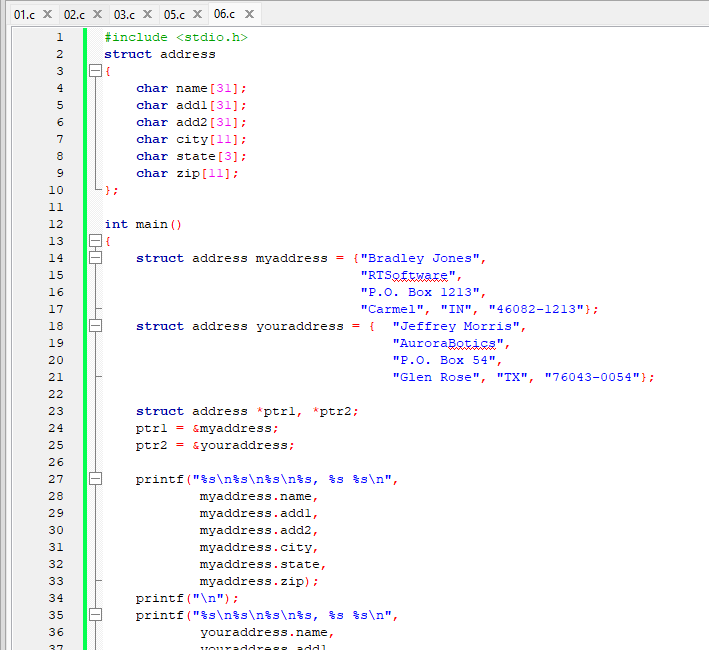 01.c 02.c 03.c 05.c 06.c
1 #include <stdio.h>
2 struct address
3 {
4     char name[31];
5     char add1[31];
6     char add2[31];
7     char city[11];
8     char state[3];
9     char zip[11];
10 };
11
12 int main()
13 {
14     struct address myaddress = {"Bradley Jones",
15                                 "RTSoftware",
16                                 "P.O. Box 1213",
17                                 "Carmel", "IN", "46082-1213"};
18     struct address youraddress = {  "Jeffrey Morris",
19                                     "AuroraBotics",
20                                     "P.O. Box 54",
21                                     "Glen Rose", "TX", "76043-0054"};
22
23     struct address *ptr1, *ptr2;
24     ptr1 = &myaddress;
25     ptr2 = &youraddress;
26
27     printf("%s\n%s\n%s\n%s, %s %s\n",
28             myaddress.name,
29             myaddress.add1,
30             myaddress.add2,
31             myaddress.city,
32             myaddress.state,
33             myaddress.zip);
34     printf("\n");
35     printf("%s\n%s\n%s\n%s, %s %s\n",
36             youraddress.name,
37             youraddress.add1